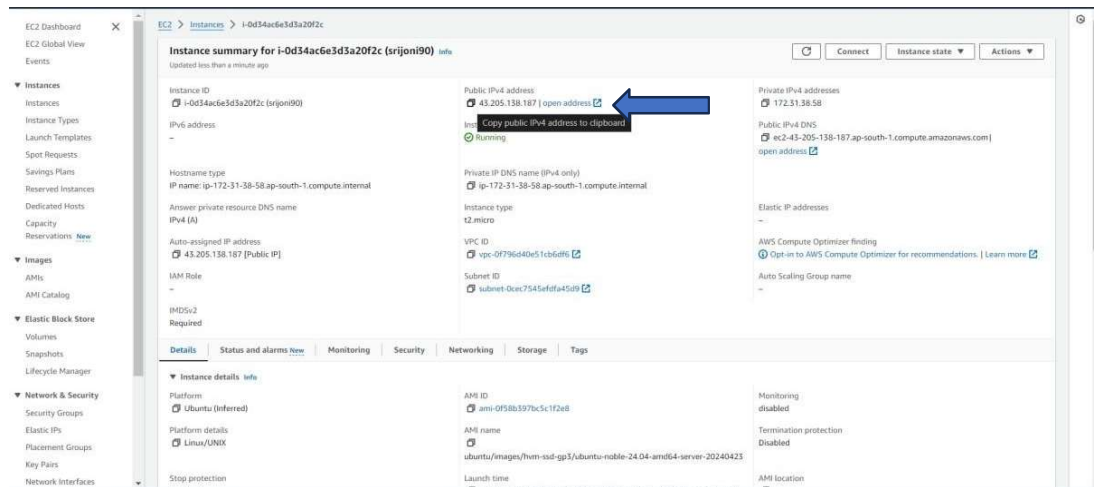 EC2 Dashboard
EC2 Global View
Events
Instances
Instances
Instance Types
Launch Templates
Spot Requests
Savings Plans
Reserved Instances
Dedicated Hosts
Capacity
Reservations New
Images
AMIs
AMI Catalog
Elastic Block Store
Volumes
Snapshots
Lifecycle Manager
Network & Security
Security Groups
Elastic IPs
Placement Groups
Key Pairs
Network Interfaces
EC2 > Instances > i-0d34ac6e3d3a20f2c
Instance summary for i-0d34ac6e3d3a20f2c (srijoni90) Info
Updated less than a minute ago
Connect
Instance state
Actions
Instance ID
i-0d34ac6e3d3a20f2c (srijoni90)
Public IPv4 address
43.205.138.187 | open address
Private IPv4 addresses
172.31.38.58
IPv6 address
–
Inst
Copy public IPv4 address to clipboard
Running
Public IPv4 DNS
ec2-43-205-138-187.ap-south-1.compute.amazonaws.com |
open address
Hostname type
IP name: ip-172-31-38-58.ap-south-1.compute.internal
Private IP DNS name (IPv4 only)
ip-172-31-38-58.ap-south-1.compute.internal
Answer private resource DNS name
IPv4 (A)
Instance type
t2.micro
Elastic IP addresses
–
Auto-assigned IP address
43.205.138.187 [Public IP]
VPC ID
vpc-0f796d40e51cb6df6
AWS Compute Optimizer finding
Opt-in to AWS Compute Optimizer for recommendations. | Learn more
IAM Role
–
Subnet ID
subnet-0cec7545efdfa45d9
Auto Scaling Group name
–
IMDSv2
Required
Details
Status and alarms New
Monitoring
Security
Networking
Storage
Tags
Instance details Info
Platform
Ubuntu (Inferred)
AMI ID
ami-0f58b397bc5c1f2e8
Monitoring
disabled
Platform details
Linux/UNIX
AMI name
ubuntu/images/hvm-ssd-gp3/ubuntu-noble-24.04-amd64-server-20240423
Termination protection
Disabled
Stop protection
Launch time
AMI location